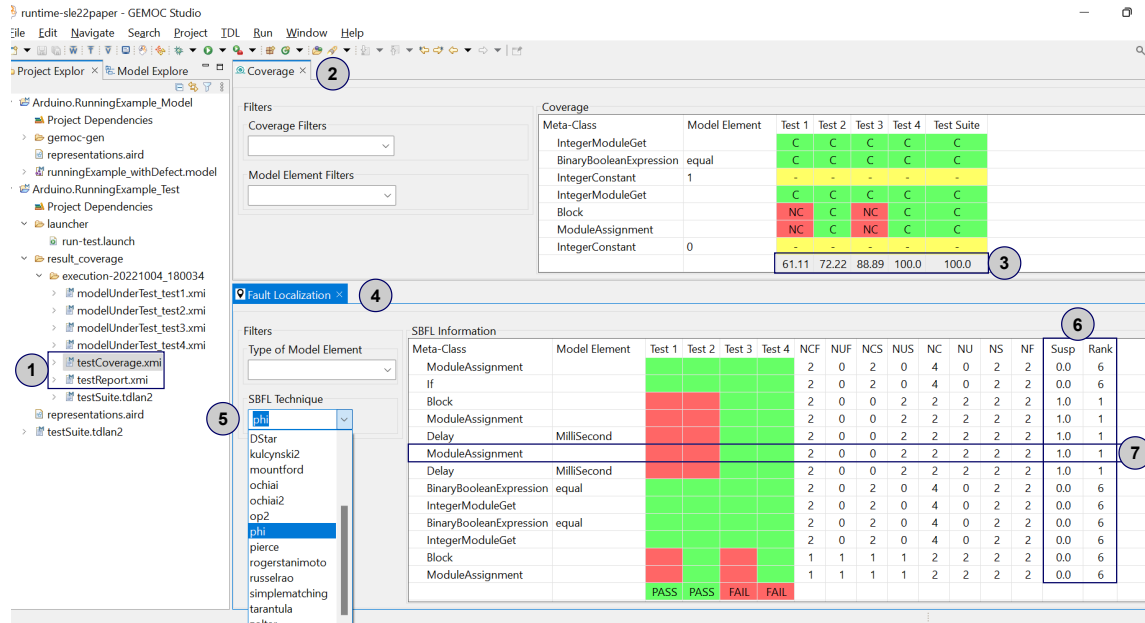 runtime-sle22paper - GEMOC Studio
File Edit Navigate Search Project TDL Run Window Help
Project Explor × Model Explore
Arduino.RunningExample_Model
Project Dependencies
gemoc-gen
representations.aird
runningExample_withDefect.model
Arduino.RunningExample_Test
Project Dependencies
launcher
run-test.launch
result_coverage
execution-20221004_180034
modelUnderTest_test1.xmi
modelUnderTest_test2.xmi
modelUnderTest_test3.xmi
modelUnderTest_test4.xmi
testCoverage.xmi
testReport.xmi
testSuite.tdlan2
representations.aird
testSuite.tdlan2
1
Coverage ×
2
Filters
Coverage Filters
Model Element Filters
Coverage
Meta-Class Model Element Test 1 Test 2 Test 3 Test 4 Test Suite
IntegerModuleGet C C C C C
BinaryBooleanExpression equal C C C C C
IntegerConstant 1 - - - - -
IntegerModuleGet C C C C C
Block NC C NC C C
ModuleAssignment NC C NC C C
IntegerConstant 0 - - - - -
61.11 72.22 88.89 100.0 100.0
3
Fault Localization ×
4
Filters
Type of Model Element
SBFL Technique
5
phi
DStar
kulcynski2
mountford
ochiai
ochiai2
op2
phi
pierce
rogerstanimoto
russelrao
simplematching
tarantula
SBFL Information
6
Meta-Class Model Element Test 1 Test 2 Test 3 Test 4 NCF NUF NCS NUS NC NU NS NF Susp Rank
ModuleAssignment 2 0 2 0 4 0 2 2 0.0 6
If 2 0 2 0 4 0 2 2 0.0 6
Block 2 0 0 2 2 2 2 2 1.0 1
ModuleAssignment 2 0 0 2 2 2 2 2 1.0 1
Delay MilliSecond 2 0 0 2 2 2 2 2 1.0 1
ModuleAssignment 2 0 0 2 2 2 2 2 1.0 1
7
Delay MilliSecond 2 0 0 2 2 2 2 2 1.0 1
BinaryBooleanExpression equal 2 0 2 0 4 0 2 2 0.0 6
IntegerModuleGet 2 0 2 0 4 0 2 2 0.0 6
BinaryBooleanExpression equal 2 0 2 0 4 0 2 2 0.0 6
IntegerModuleGet 2 0 2 0 4 0 2 2 0.0 6
Block 1 1 1 1 2 2 2 2 0.0 6
ModuleAssignment 1 1 1 1 2 2 2 2 0.0 6
PASS PASS FAIL FAIL